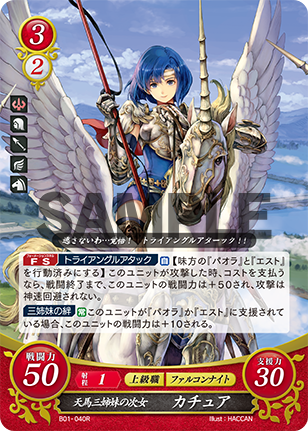 3
2
SAMPLE
逃さないわ…覚悟！　トライアングルアターック！！
FS トライアングルアタック 自 【味方の『パオラ』と『エスト』
を行動済みにする】このユニットが攻撃した時、コストを支払う
なら、戦闘終了まで、このユニットの戦闘力は＋50され、攻撃は
神速回避されない。
三姉妹の絆 常 このユニットが『パオラ』か『エスト』に支援されて
いる場合、このユニットの戦闘力は＋10される。
戦闘力
50
射程 1 上級職 ファルコンナイト
支援力
30
天馬三姉妹の次女 カチュア
B01-040R
Illust：HACCAN